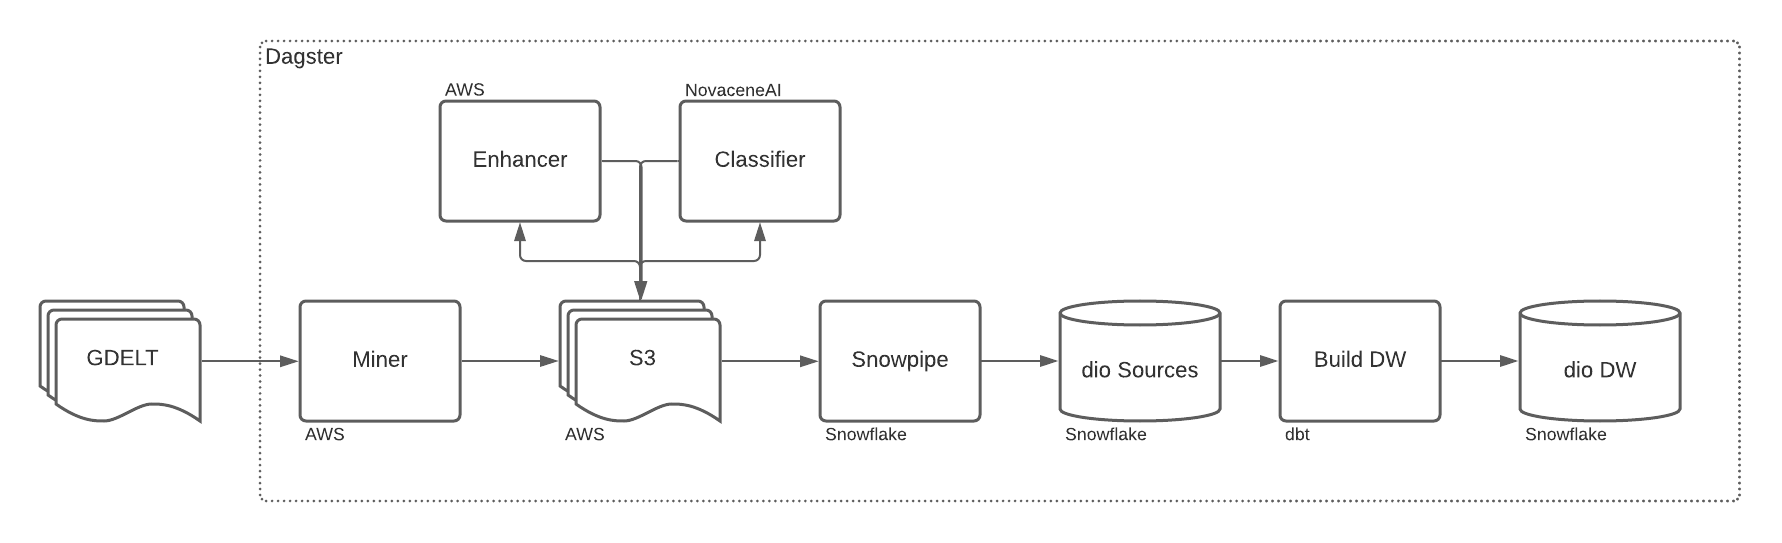 Dagster
AWS
NovaceneAI
Enhancer
Classifier
GDELT
Miner
S3
Snowpipe
dio Sources
Build DW
dio DW
AWS
AWS
Snowflake
Snowflake
dbt
Snowflake